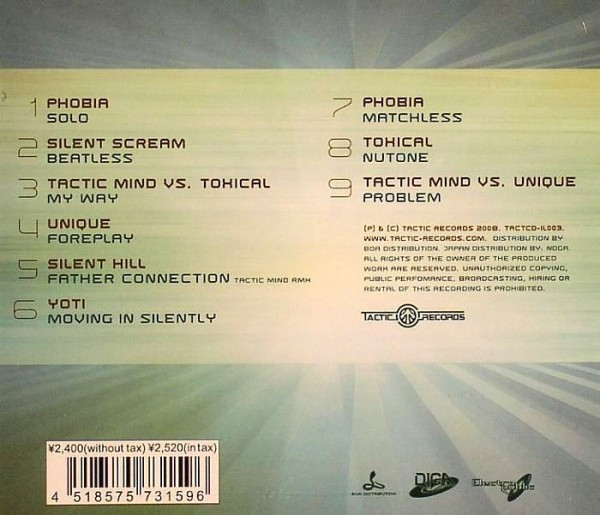 1 PHOBIA
SOLO
2 SILENT SCREAM
BEATLESS
3 TACTIC MIND VS. TOXICAL
MY WAY
4 UNIQUE
FOREPLAY
5 SILENT HILL
FATHER CONNECTION TACTIC MIND RMX
6 YOTI
MOVING IN SILENTLY
7 PHOBIA
MATCHLESS
8 TOXICAL
NUTONE
9 TACTIC MIND VS. UNIQUE
PROBLEM
(P) & (C) TACTIC RECORDS 2008. TACTCD-IL003.
WWW.TACTIC-RECORDS.COM. DISTRIBUTION BY
BOA DISTRIBUTION. JAPAN DISTRIBUTION BY. NOGA.
ALL RIGHTS OF THE OWNER OF THE PRODUCED
WORK ARE RESERVED. UNAUTHORIZED COPYING,
PUBLIC PERFOMANCE, BROADCASTING, HIRING OR
RENTAL OF THIS RECORDING IS PROHIBITED.
TACTIC RECORDS
¥2,400(without tax) ¥2,520(in tax)
4 518575 731596